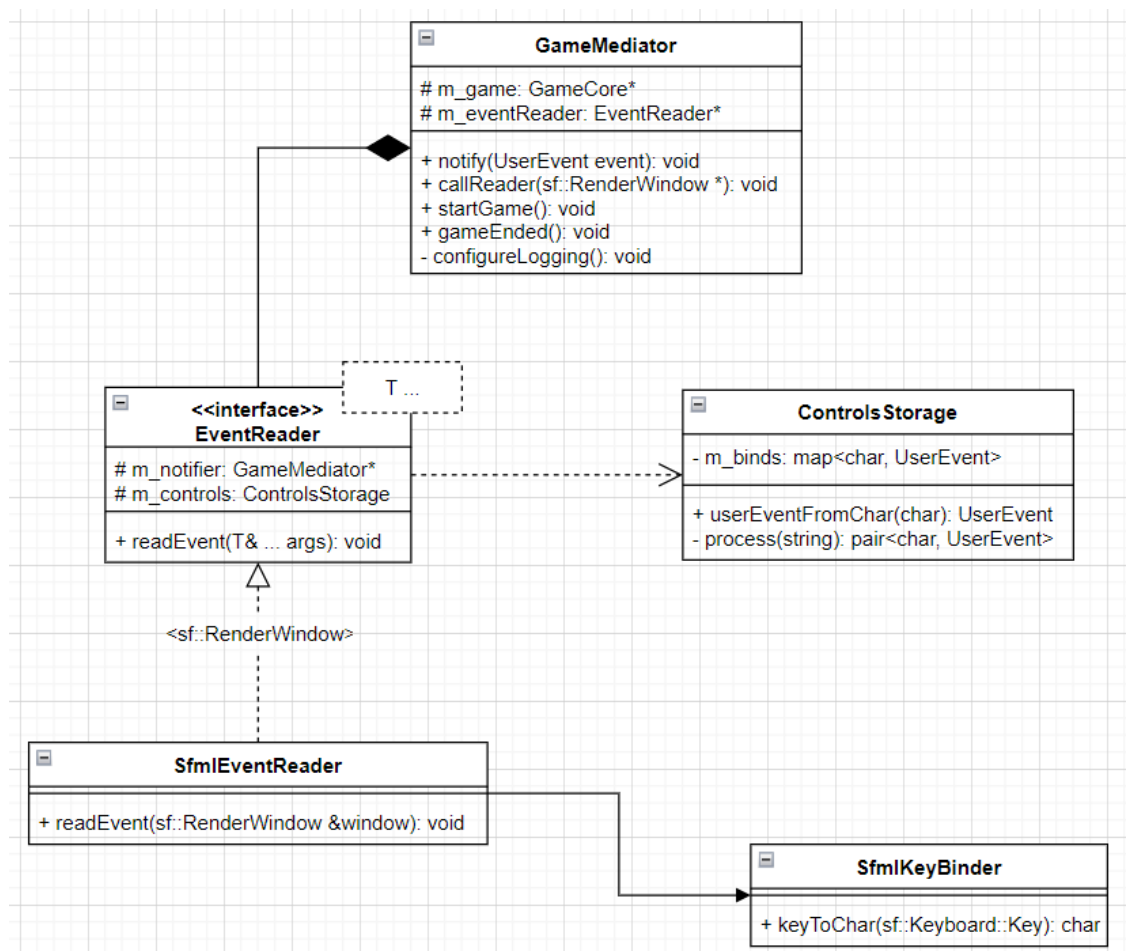 GameMediator
# m_game: GameCore*
# m_eventReader: EventReader*
+ notify(UserEvent event): void
+ callReader(sf::RenderWindow *): void
+ startGame(): void
+ gameEnded(): void
- configureLogging(): void
T ...
<<interface>>
EventReader
# m_notifier: GameMediator*
# m_controls: ControlsStorage
+ readEvent(T& ... args): void
ControlsStorage
- m_binds: map<char, UserEvent>
+ userEventFromChar(char): UserEvent
- process(string): pair<char, UserEvent>
<sf::RenderWindow>
SfmlEventReader
+ readEvent(sf::RenderWindow &window): void
SfmlKeyBinder
+ keyToChar(sf::Keyboard::Key): char